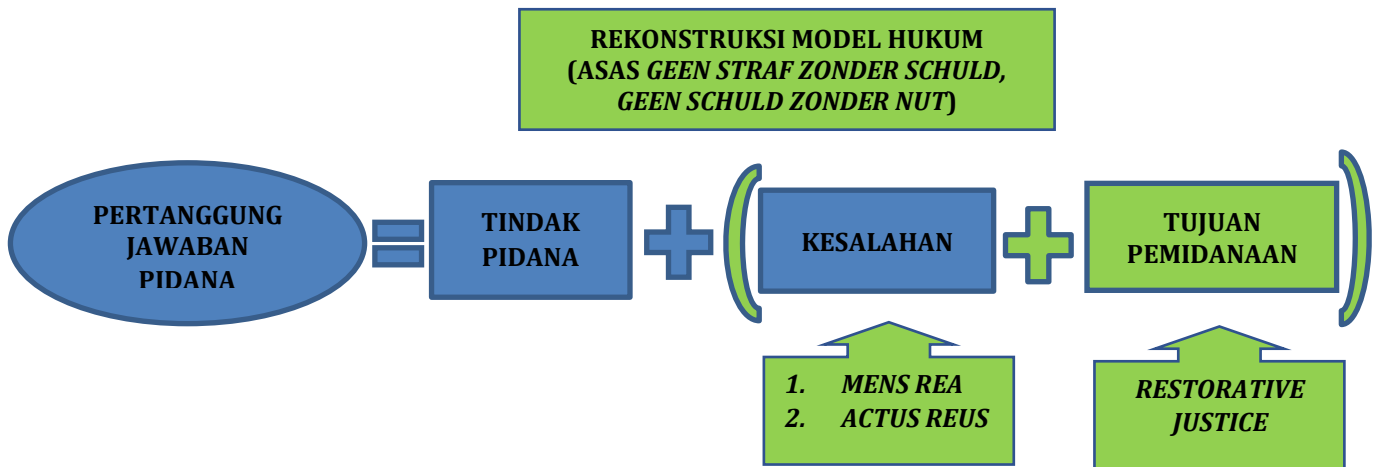 REKONSTRUKSI MODEL HUKUM
(ASAS GEEN STRAF ZONDER SCHULD,
GEEN SCHULD ZONDER NUT)
PERTANGGUNG
JAWABAN
PIDANA
TINDAK
PIDANA
KESALAHAN
TUJUAN
PEMIDANAAN
1. MENS REA
2. ACTUS REUS
RESTORATIVE
JUSTICE